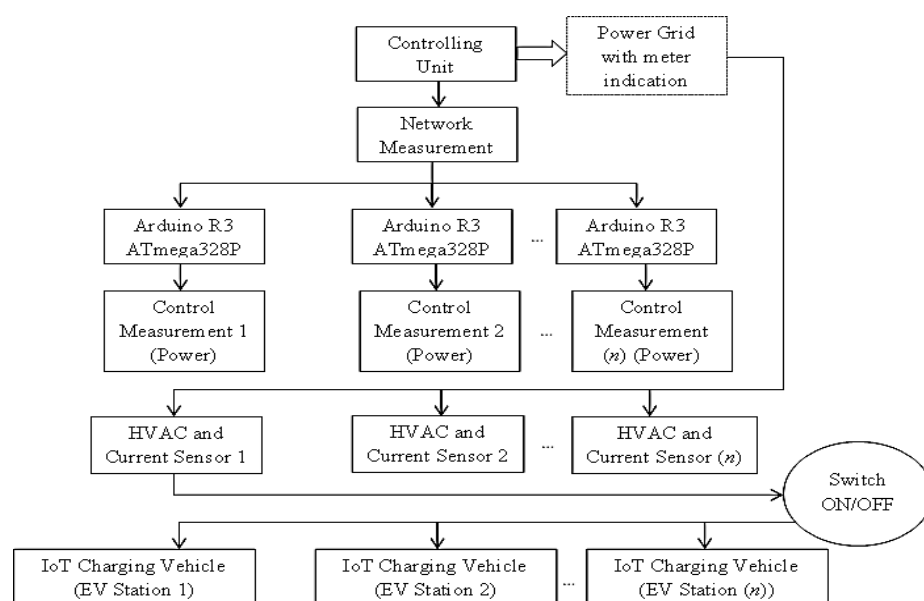 Controlling
Unit
Power Grid
with meter
indication
Network
Measurement
Arduino R3
ATmega328P
Arduino R3
ATmega328P
...
Arduino R3
ATmega328P
Control
Measurement 1
(Power)
Control
Measurement 2
(Power)
...
Control
Measurement
(n) (Power)
HVAC and
Current Sensor 1
HVAC and
Current Sensor 2
...
HVAC and
Current Sensor (n)
Switch
ON/OFF
IoT Charging Vehicle
(EV Station 1)
IoT Charging Vehicle
(EV Station 2)
...
IoT Charging Vehicle
(EV Station (n))